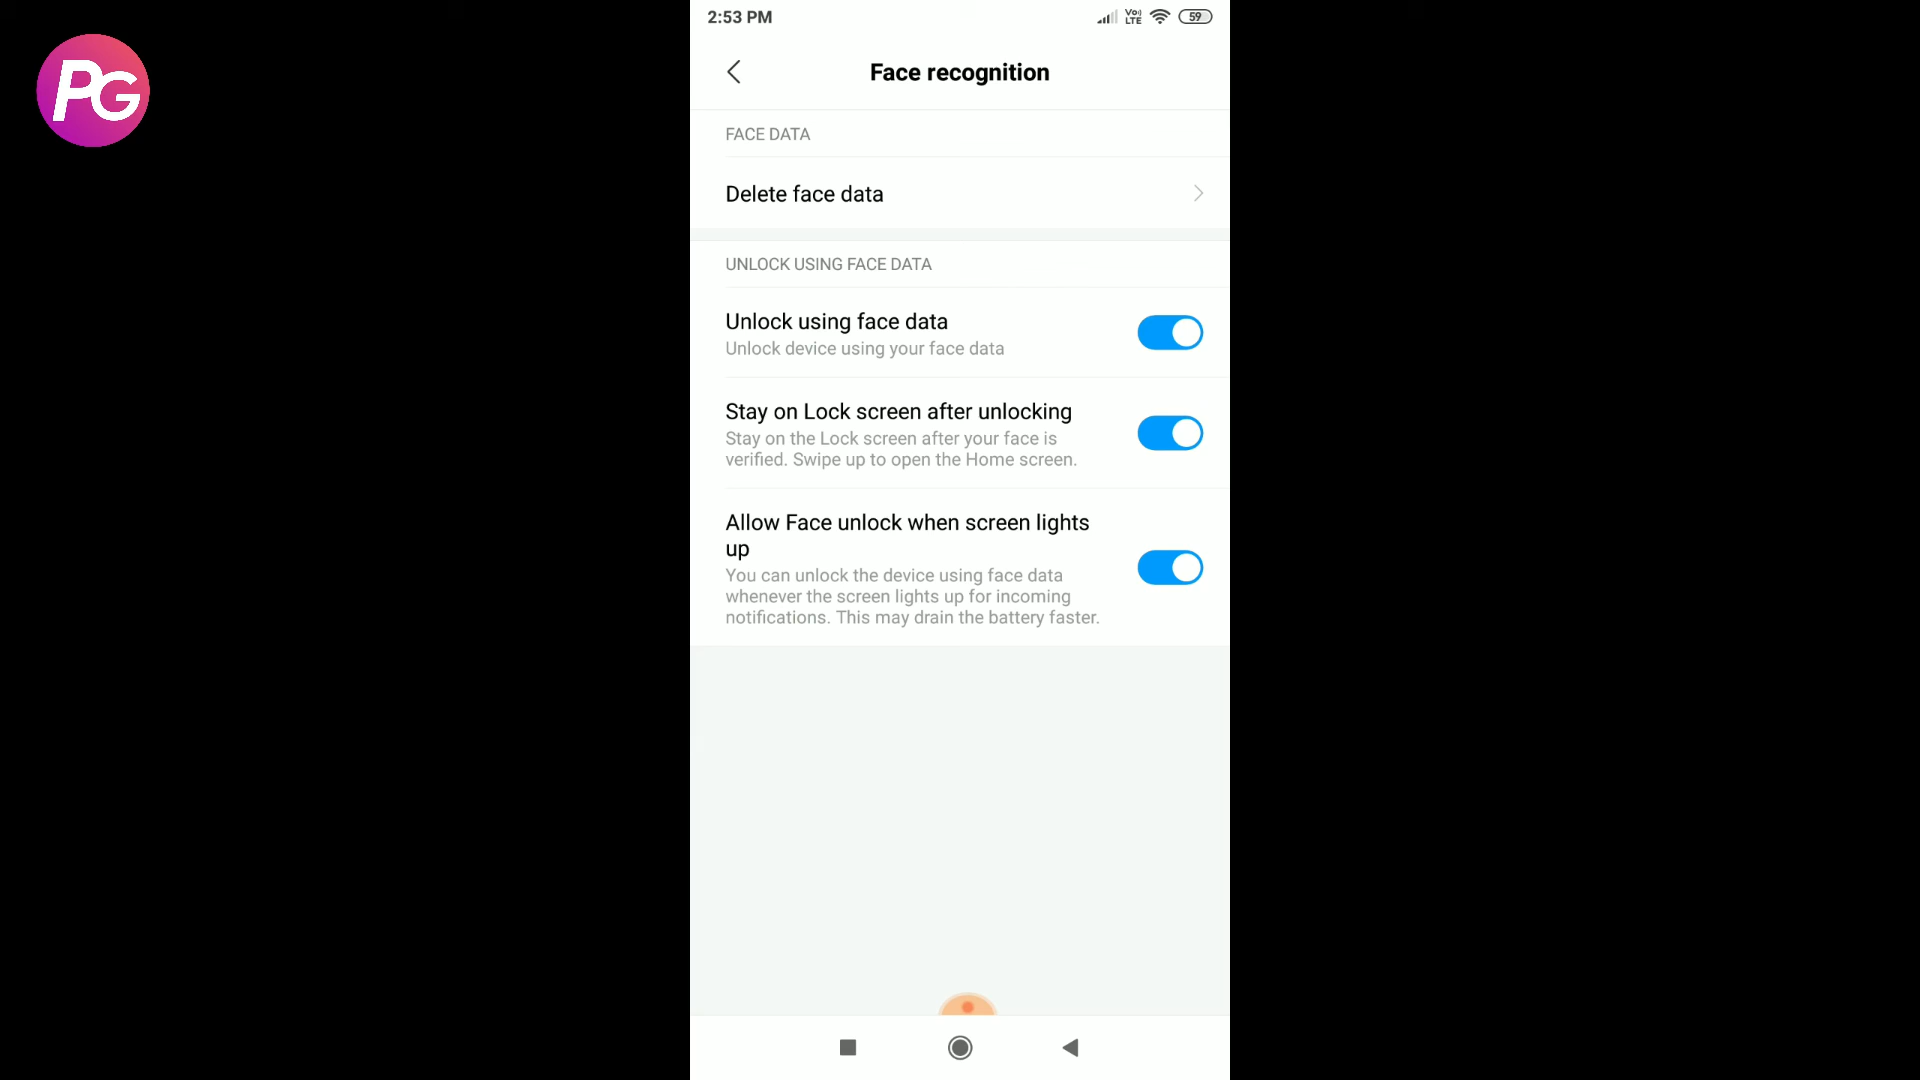 PG
2:53 PM
Vo) LTE
59
Face recognition
FACE DATA
Delete face data
UNLOCK USING FACE DATA
Unlock using face data
Unlock device using your face data
Stay on Lock screen after unlocking
Stay on the Lock screen after your face is
verified. Swipe up to open the Home screen.
Allow Face unlock when screen lights
up
You can unlock the device using face data
whenever the screen lights up for incoming
notifications. This may drain the battery faster.